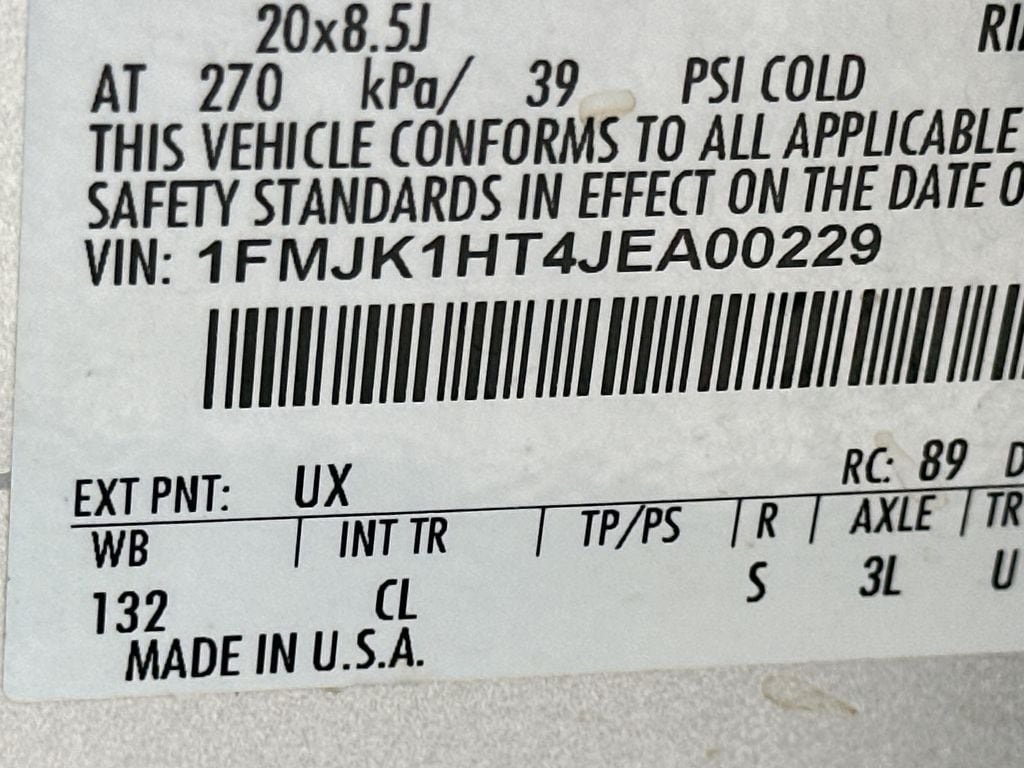 20x8.5J
AT 270 kPa/ 39 PSI COLD
THIS VEHICLE CONFORMS TO ALL APPLICABLE
SAFETY STANDARDS IN EFFECT ON THE DATE
VIN: 1FMJK1HT4JEA00229
EXT PNT: UX RC: 89
WB | INT TR | TP/PS | R | AXLE | TR
132 CL S 3L U
MADE IN U.S.A.